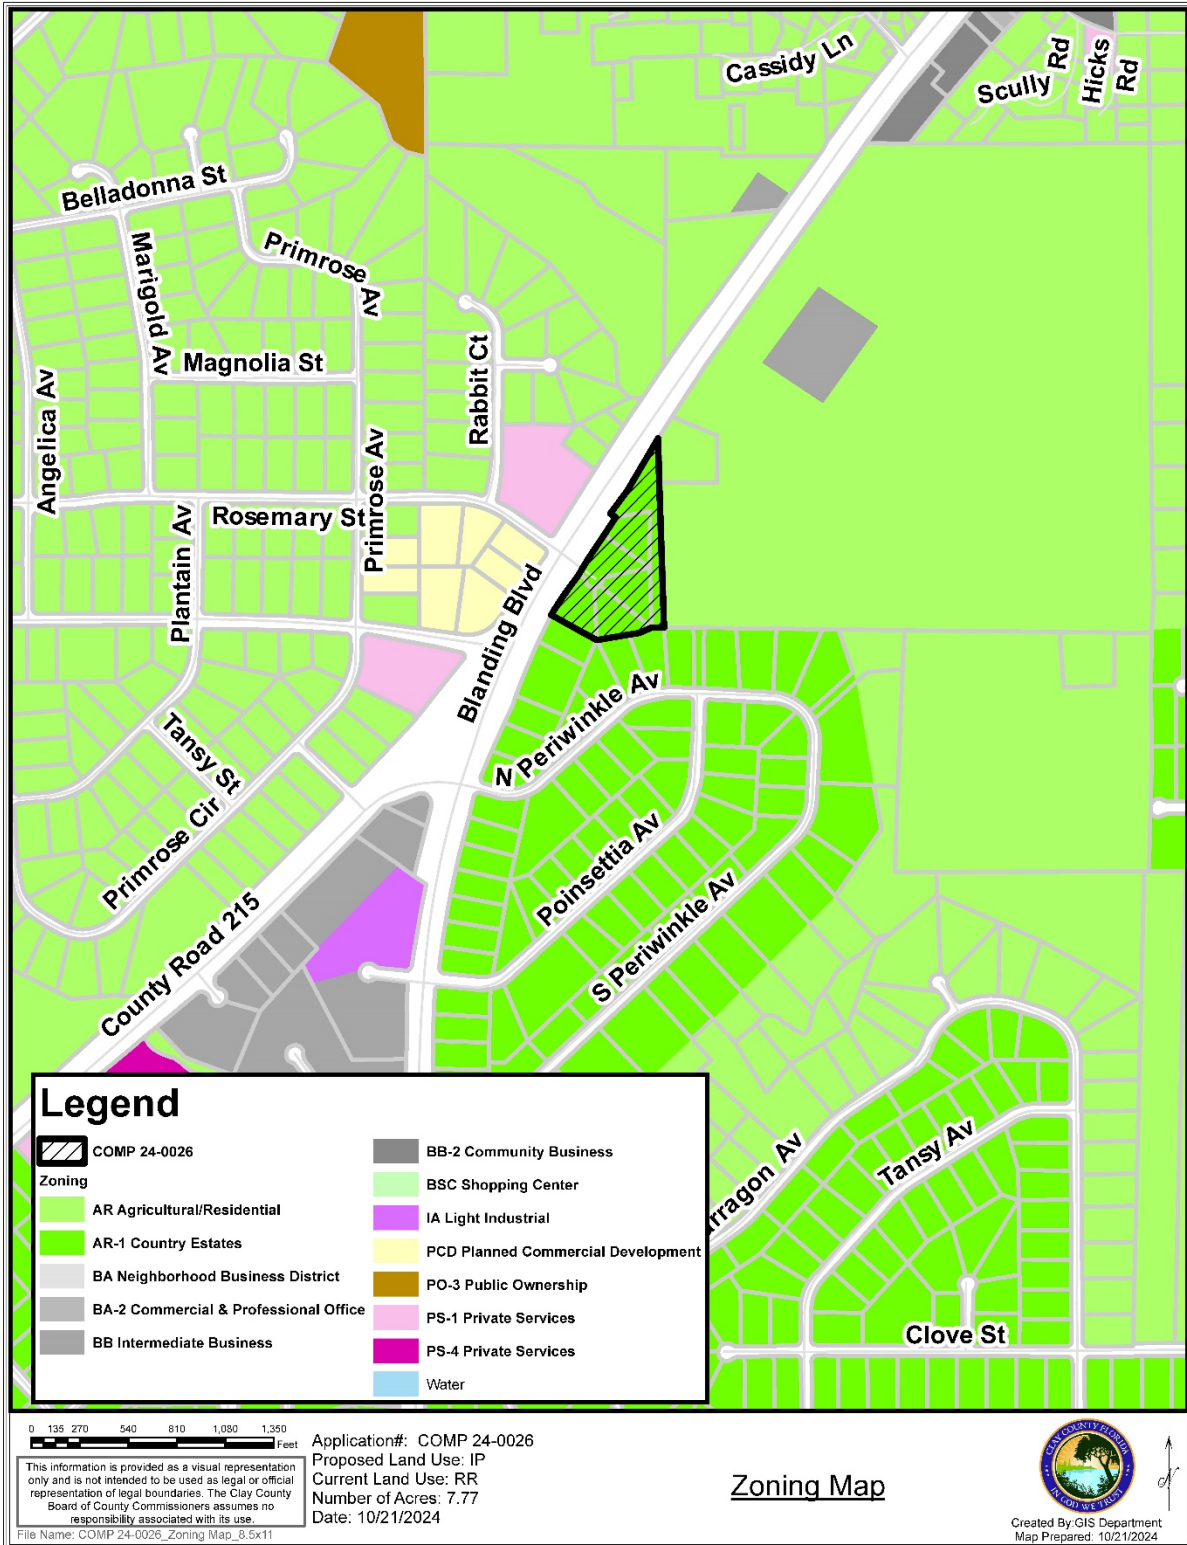 Cassidy Ln
Scully Rd
Hicks Rd
Belladonna St
Marigold Av
Primrose Av
Magnolia St
Rabbit Ct
Angelica Av
Primrose Av
Rosemary St
Plantain Av
Blanding Blvd
N Periwinkle Av
Tansy St
Primrose Cir
Poinsettia Av
S Periwinkle Av
County Road 215
rragon Av
Tansy Av
Clove St
Legend
COMP 24-0026
Zoning
AR Agricultural/Residential
AR-1 Country Estates
BA Neighborhood Business District
BA-2 Commercial & Professional Office
BB Intermediate Business
BB-2 Community Business
BSC Shopping Center
IA Light Industrial
PCD Planned Commercial Development
PO-3 Public Ownership
PS-1 Private Services
PS-4 Private Services
Water
0 135 270 540 810 1,080 1,350
Feet
This information is provided as a visual representation
only and is not intended to be used as legal or official
representation of legal boundaries. The Clay County
Board of County Commissioners assumes no
responsibility associated with its use.
File Name: COMP 24-0026_Zoning Map_8.5x11
Application#: COMP 24-0026
Proposed Land Use: IP
Current Land Use: RR
Number of Acres: 7.77
Date: 10/21/2024
Zoning Map
CLAY COUNTY FLORIDA
IN GOD WE TRUST
N
Created By:GIS Department
Map Prepared: 10/21/2024